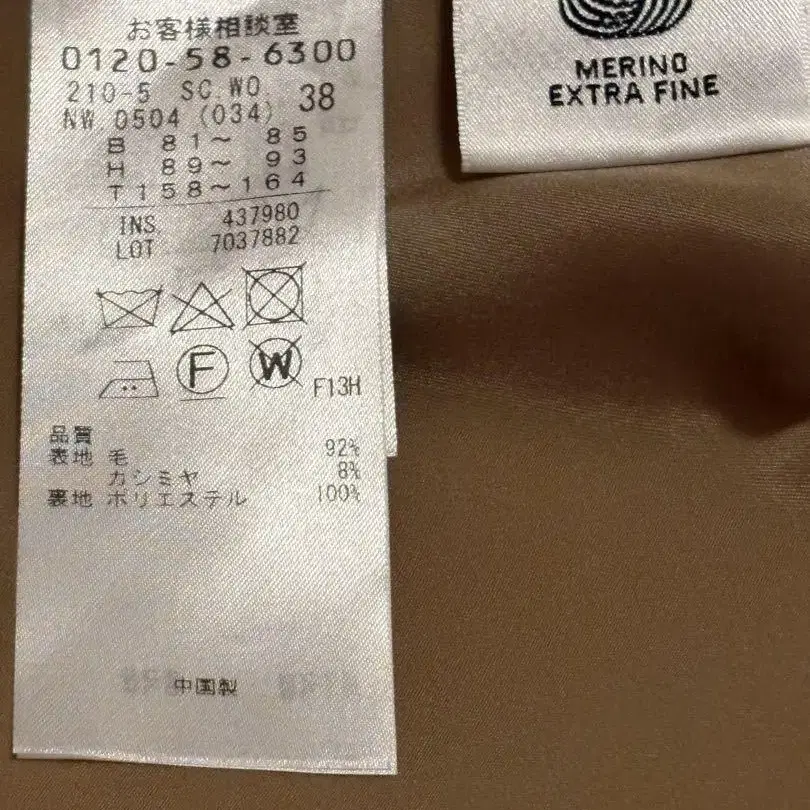 お客様相談室
0120-58-6300
210-5 SC.WO. 38
NW.0504 (034)
B 81～ 85
H 89～ 93
T158～164
INS. 437980
LOT 7037882
F
W
F13H
品質
表地 毛 92%
カシミヤ 8%
裏地 ポリエステル 100%
中国製
MERINO
EXTRA FINE